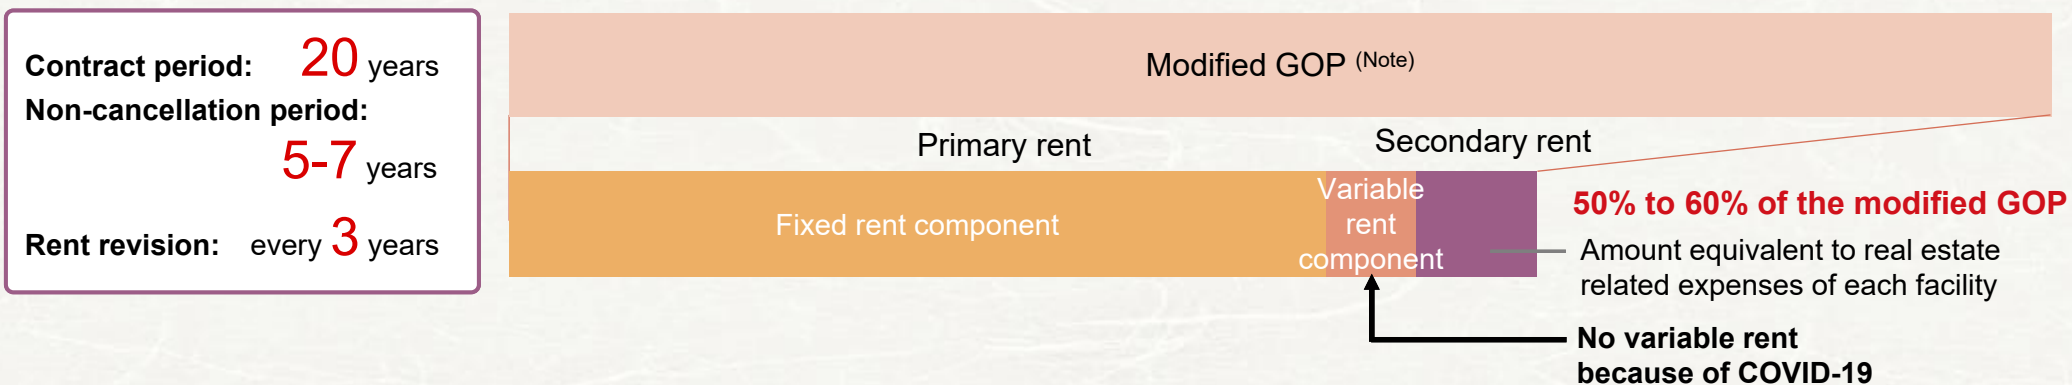 Contract period: 20 years
Non-cancellation period:
5-7 years
Rent revision: every 3 years
Modified GOP (Note)
Primary rent
Secondary rent
Fixed rent component
Variable
rent
component
50% to 60% of the modified GOP
Amount equivalent to real estate
related expenses of each facility
No variable rent
because of COVID-19